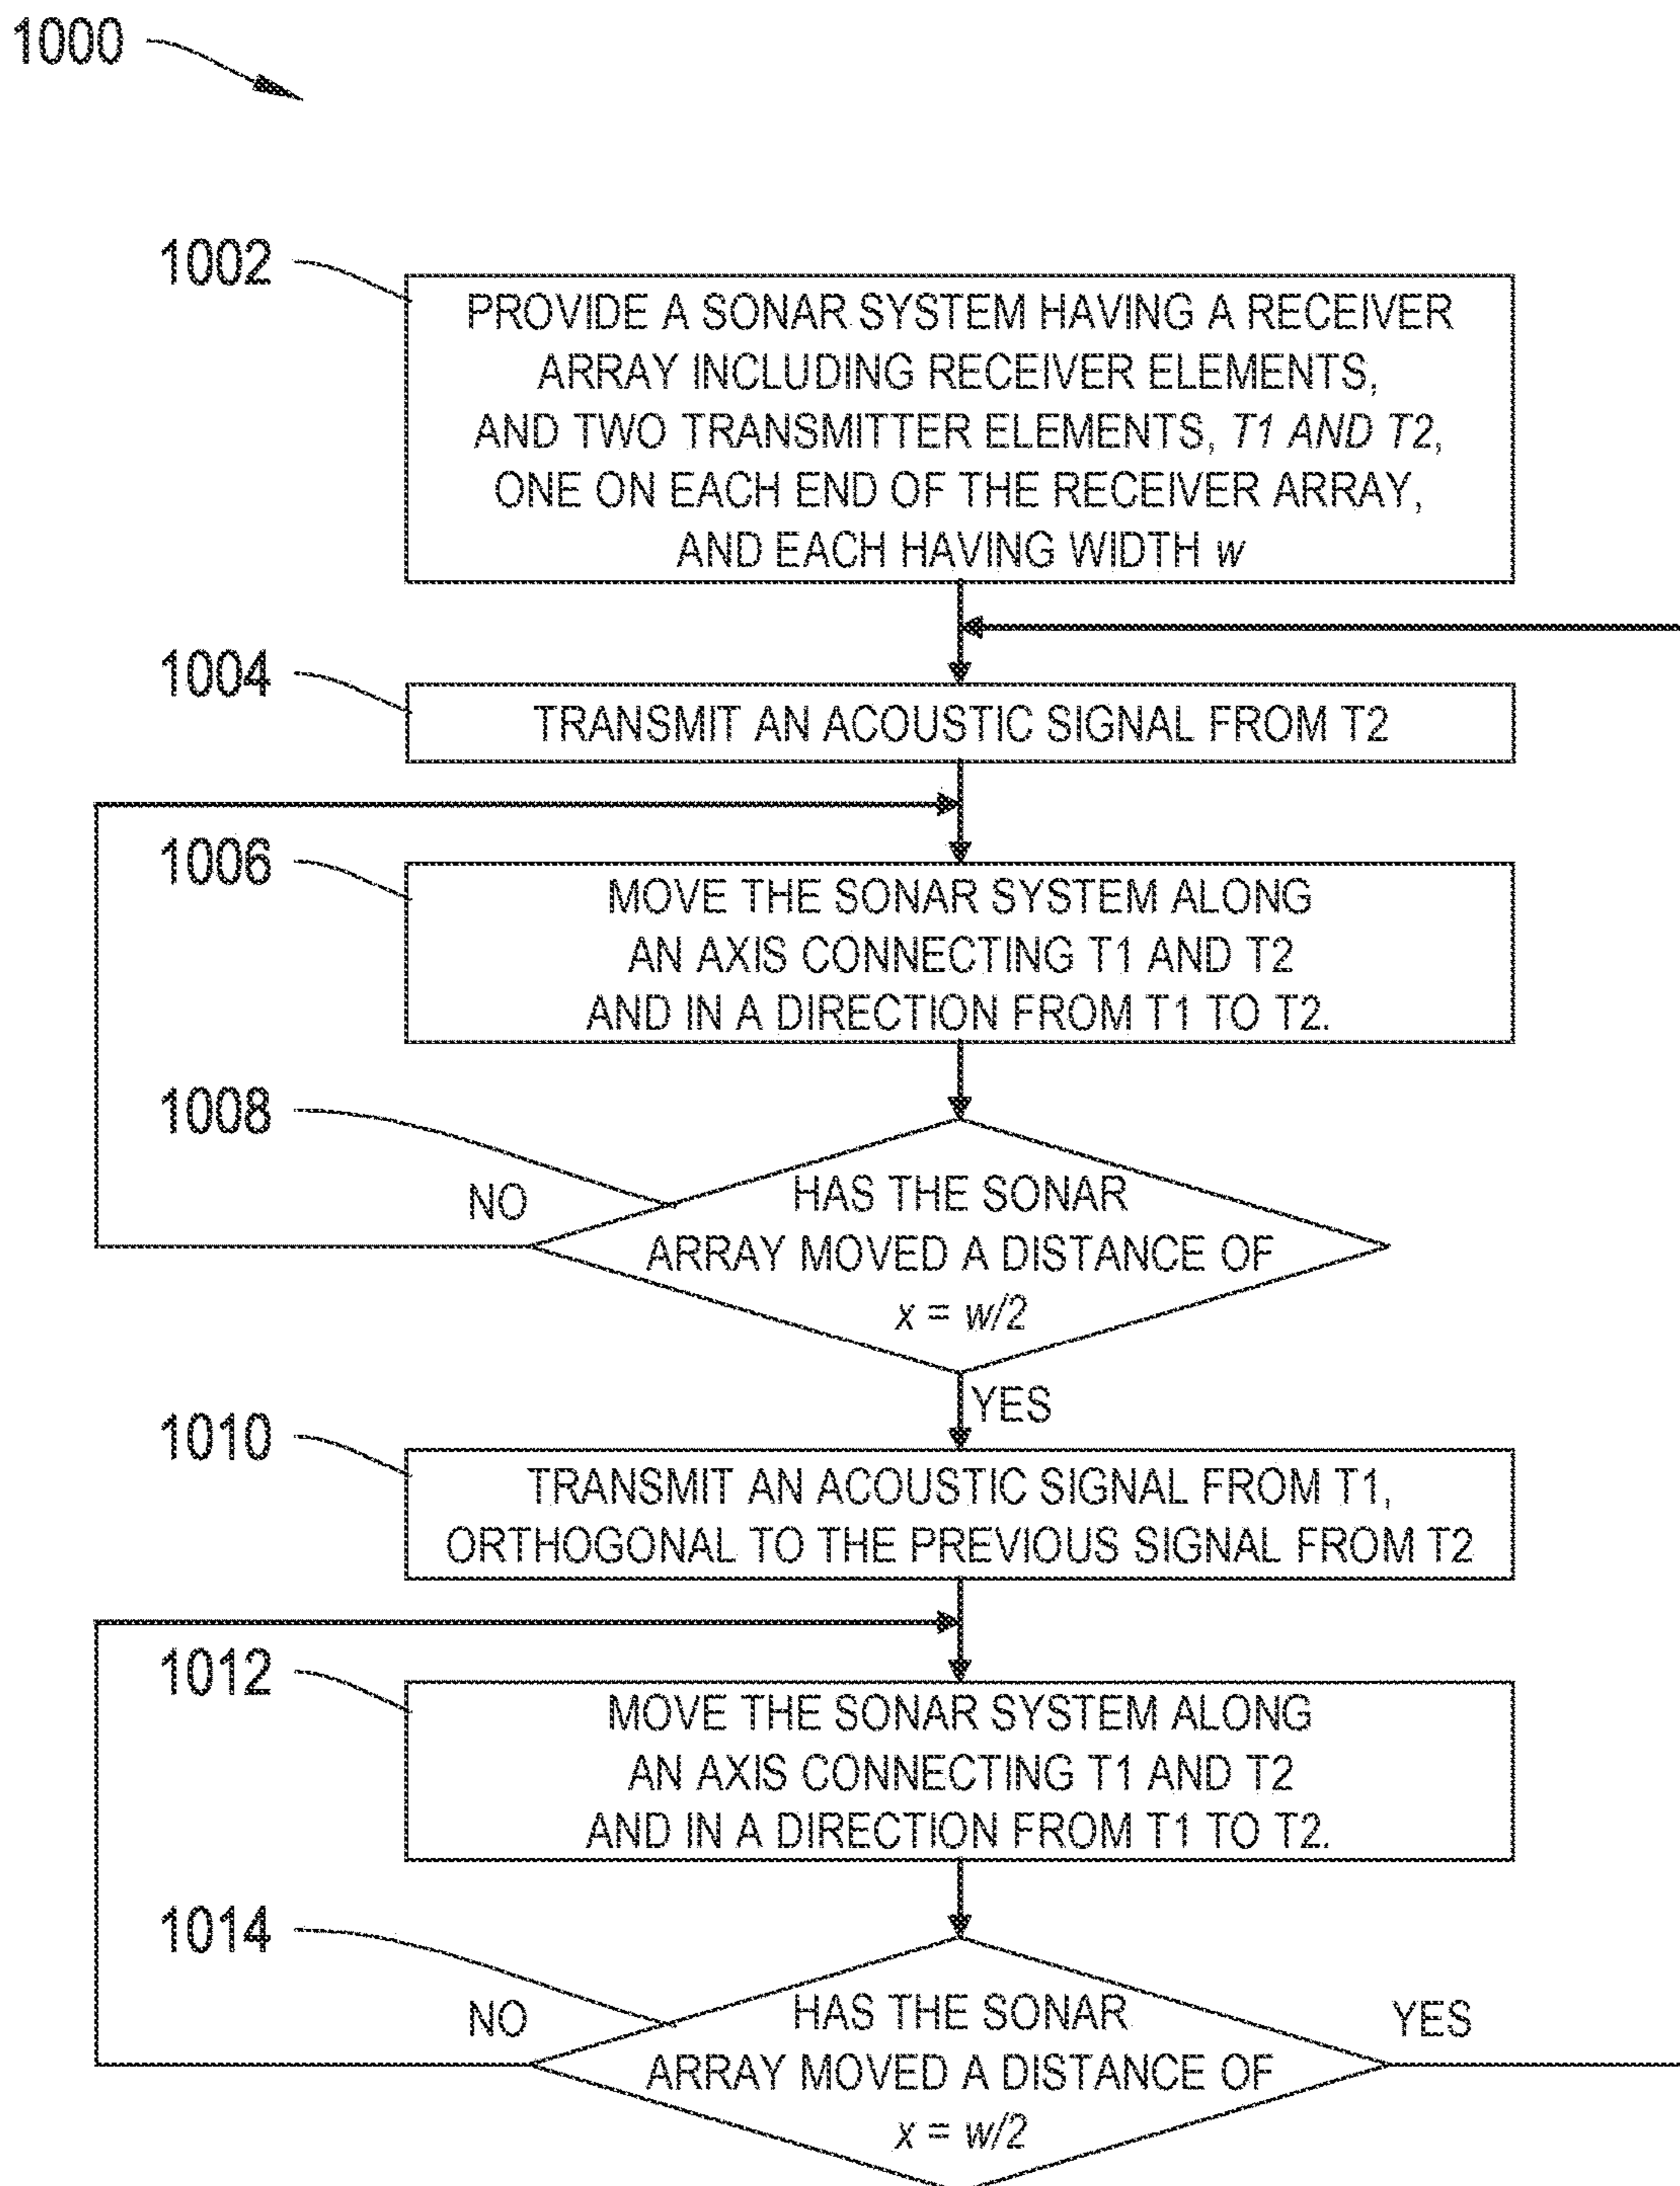 1000
1002
PROVIDE A SONAR SYSTEM HAVING A RECEIVER
ARRAY INCLUDING RECEIVER ELEMENTS,
AND TWO TRANSMITTER ELEMENTS, T1 AND T2,
ONE ON EACH END OF THE RECEIVER ARRAY,
AND EACH HAVING WIDTH w
1004
TRANSMIT AN ACOUSTIC SIGNAL FROM T2
1006
MOVE THE SONAR SYSTEM ALONG
AN AXIS CONNECTING T1 AND T2
AND IN A DIRECTION FROM T1 TO T2.
1008
NO
HAS THE SONAR
ARRAY MOVED A DISTANCE OF
x = w/2
YES
1010
TRANSMIT AN ACOUSTIC SIGNAL FROM T1,
ORTHOGONAL TO THE PREVIOUS SIGNAL FROM T2
1012
MOVE THE SONAR SYSTEM ALONG
AN AXIS CONNECTING T1 AND T2
AND IN A DIRECTION FROM T1 TO T2.
1014
NO
HAS THE SONAR
YES
ARRAY MOVED A DISTANCE OF
x = w/2